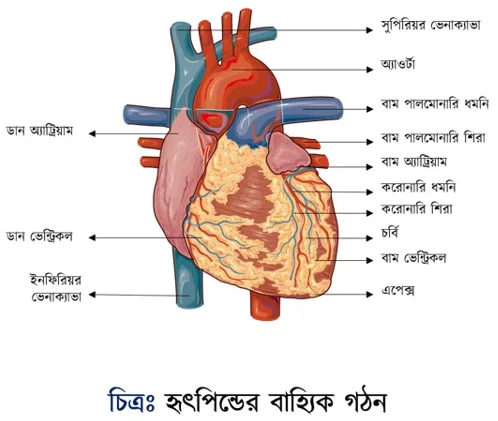 সুপিরিয়র ভেনাক্যাভা
অ্যাওর্টা
বাম পালমোনারি ধমনি
ডান অ্যাট্রিয়াম
বাম পালমোনারি শিরা
বাম অ্যাট্রিয়াম
করোনারি ধমনি
করোনারি শিরা
চর্বি
ডান ভেন্ট্রিকল
বাম ভেন্ট্রিকল
ইনফিরিয়র
ভেনাক্যাভা
এপেক্স
চিত্রঃ হৃৎপিন্ডের বাহ্যিক গঠন